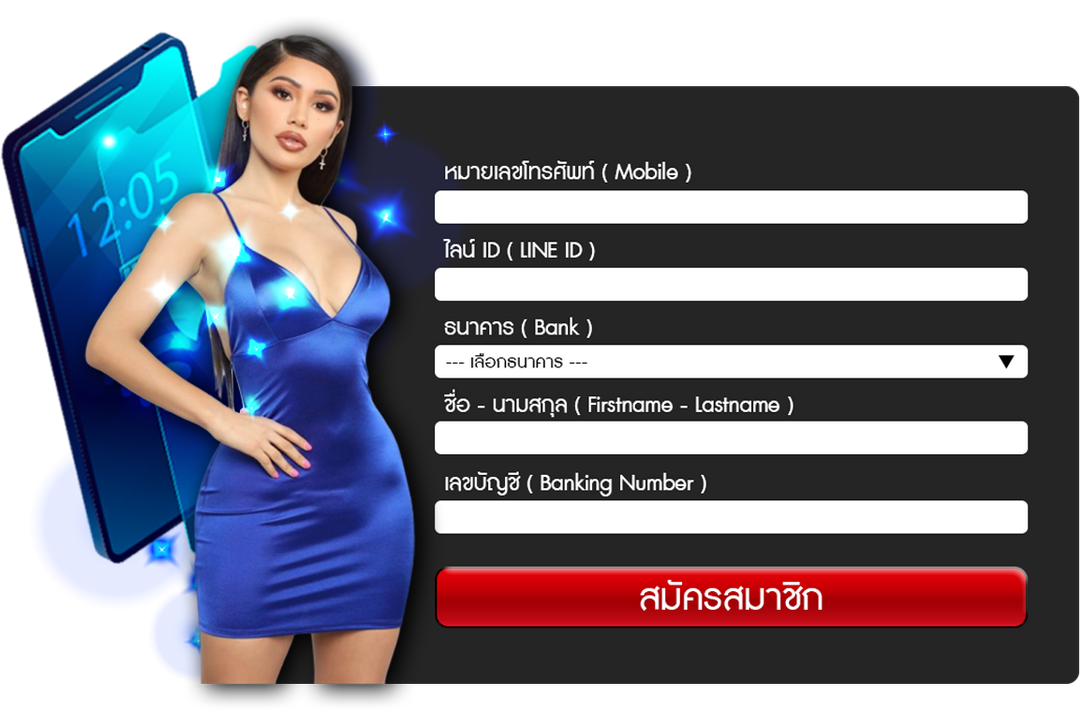 12:05
หมายเลขโทรศัพท์ ( Mobile )
ไลน์ ID ( LINE ID )
ธนาคาร ( Bank )
--- เลือกธนาคาร ---
ชื่อ - นามสกุล ( Firstname - Lastname )
เลขบัญชี ( Banking Number )
สมัครสมาชิก